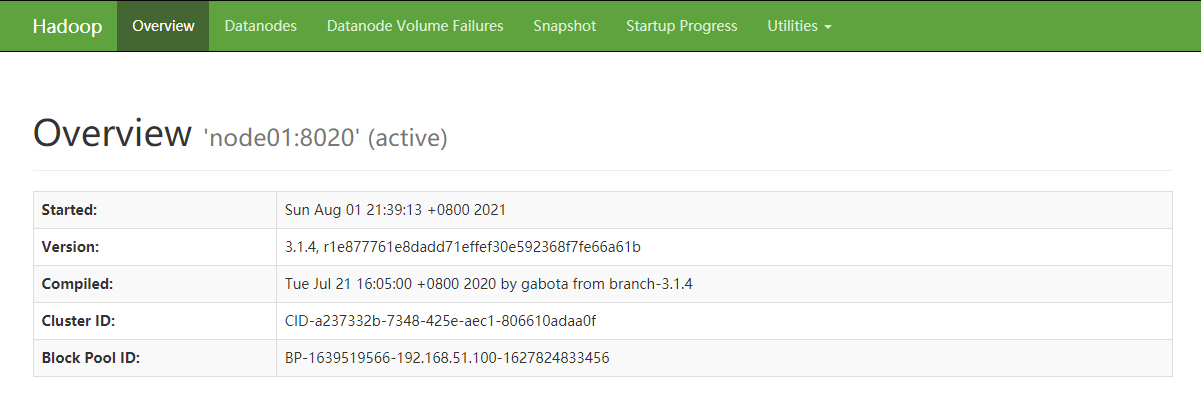 Hadoop Overview Datanodes Datanode Volume Failures Snapshot Startup Progress Utilities
Overview 'node01:8020' (active)
Started: Sun Aug 01 21:39:13 +0800 2021
Version: 3.1.4, r1e877761e8dadd71effef30e592368f7fe66a61b
Compiled: Tue Jul 21 16:05:00 +0800 2020 by gabota from branch-3.1.4
Cluster ID: CID-a237332b-7348-425e-aec1-806610adaa0f
Block Pool ID: BP-1639519566-192.168.51.100-1627824833456